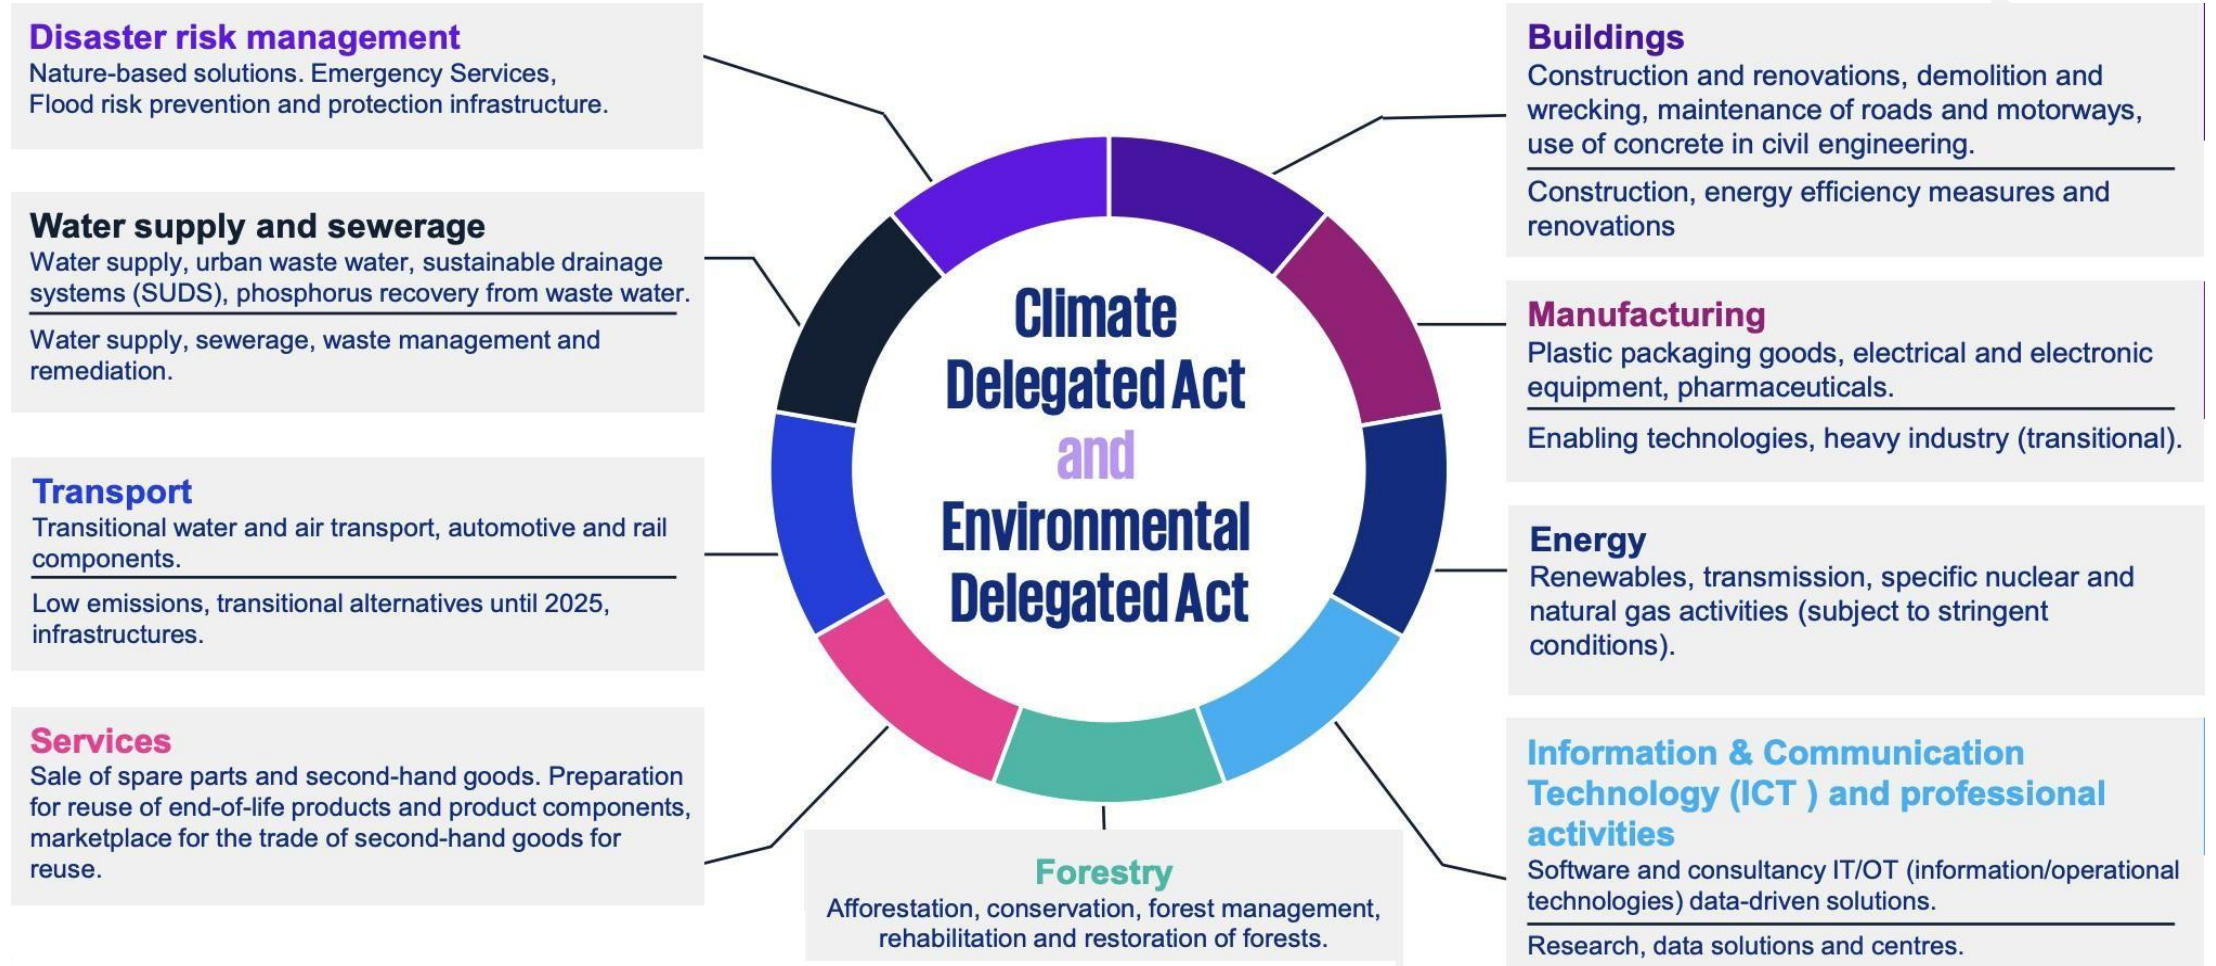 Disaster risk management
Nature-based solutions. Emergency Services,
Flood risk prevention and protection infrastructure.
Water supply and sewerage
Water supply, urban waste water, sustainable drainage
systems (SUDS), phosphorus recovery from waste water.
Water supply, sewerage, waste management and
remediation.
Transport
Transitional water and air transport, automotive and rail
components.
Low emissions, transitional alternatives until 2025,
infrastructures.
Services
Sale of spare parts and second-hand goods. Preparation
for reuse of end-of-life products and product components,
marketplace for the trade of second-hand goods for
reuse.
Climate
Delegated Act
and
Environmental
Delegated Act
Forestry
Afforestation, conservation, forest management,
rehabilitation and restoration of forests.
Buildings
Construction and renovations, demolition and
wrecking, maintenance of roads and motorways,
use of concrete in civil engineering.
Construction, energy efficiency measures and
renovations
Manufacturing
Plastic packaging goods, electrical and electronic
equipment, pharmaceuticals.
Enabling technologies, heavy industry (transitional).
Energy
Renewables, transmission, specific nuclear and
natural gas activities (subject to stringent
conditions).
Information & Communication
Technology (ICT ) and professional
activities
Software and consultancy IT/OT (information/operational
technologies) data-driven solutions.
Research, data solutions and centres.